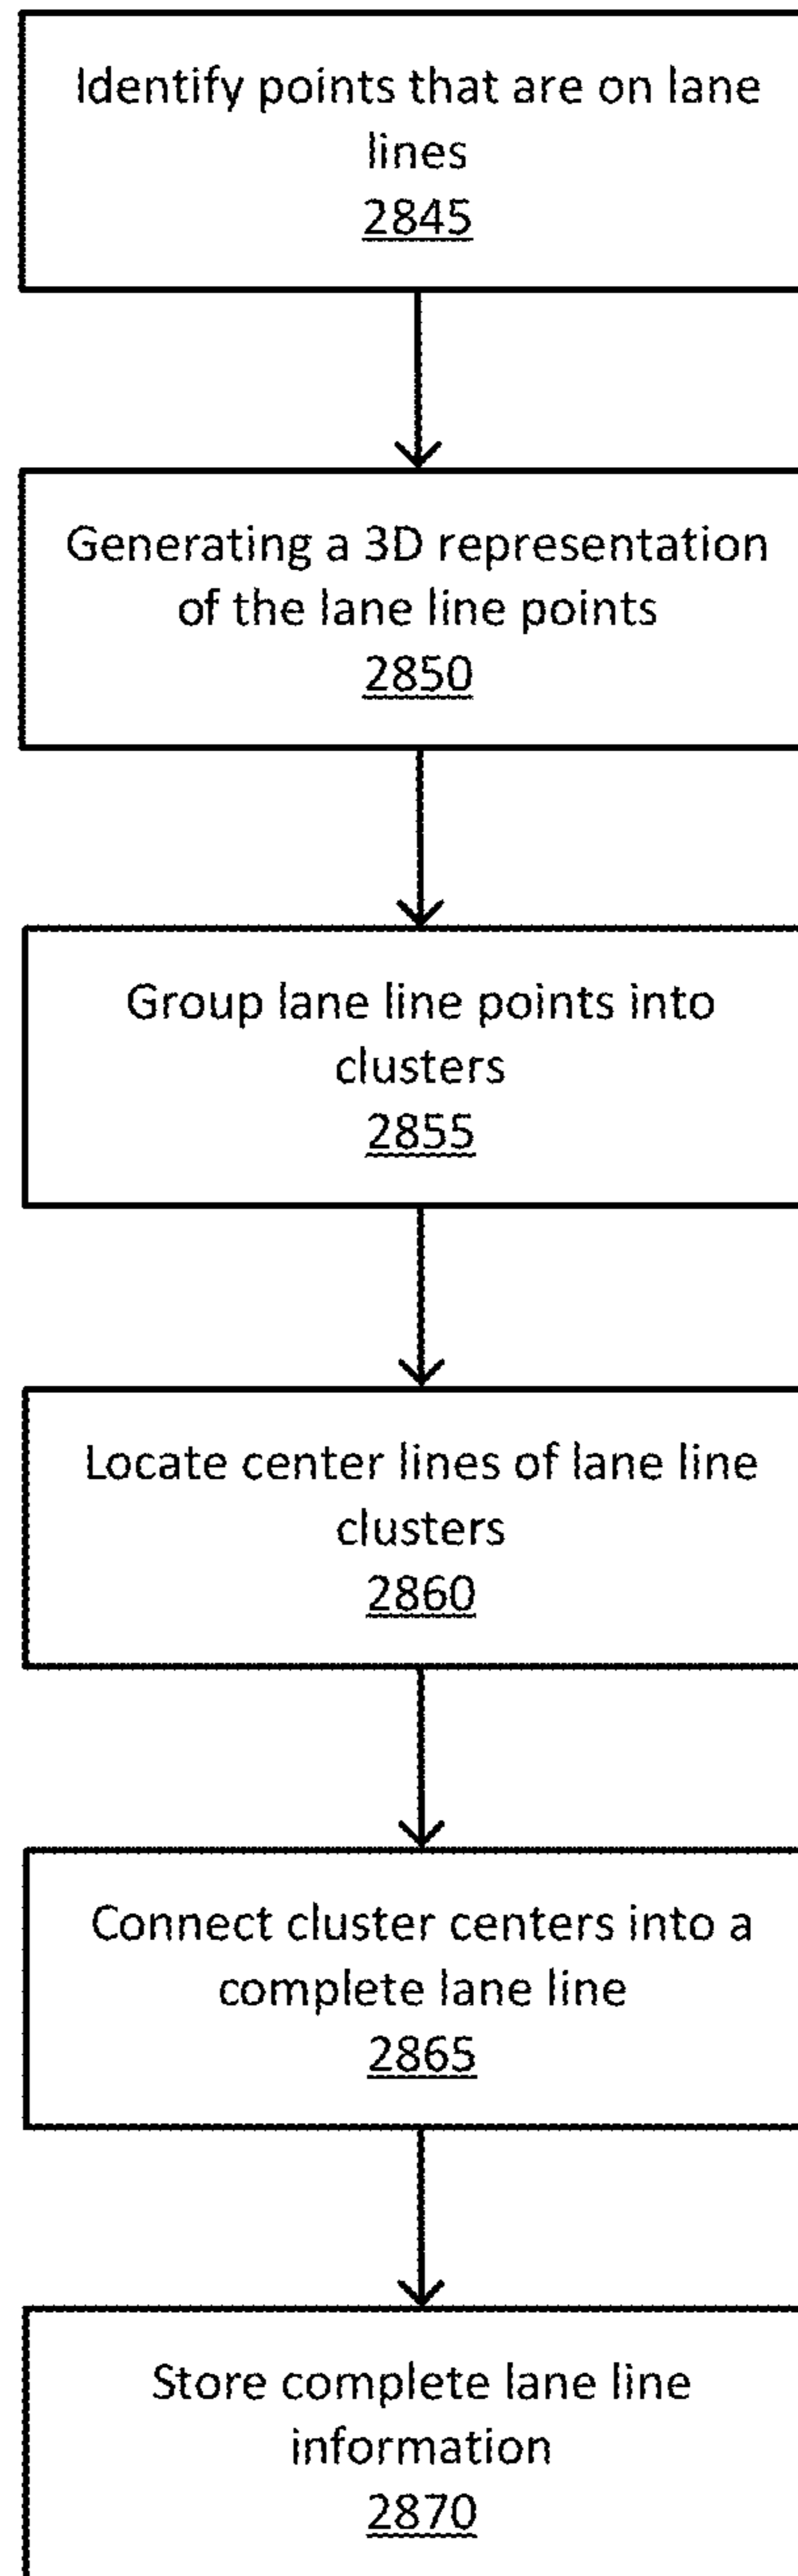 Identify points that are on lane
lines
2845
Generating a 3D representation
of the lane line points
2850
Group lane line points into
clusters
2855
Locate center lines of lane line
clusters
2860
Connect cluster centers into a
complete lane line
2865
Store complete lane line
information
2870